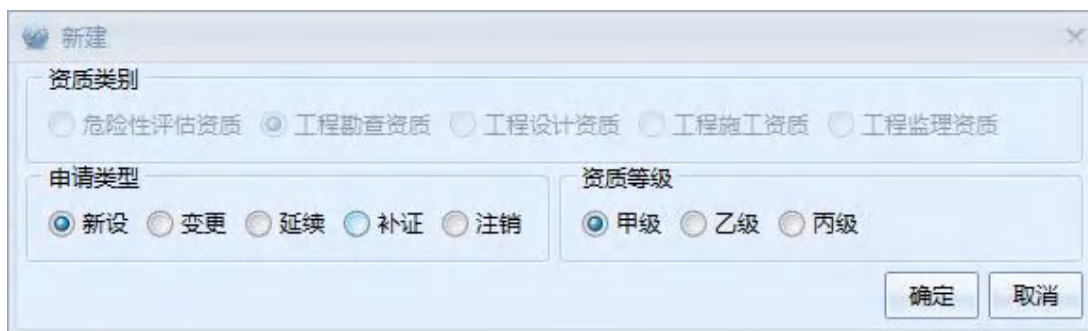 新建
资质类别
危险性评估资质 工程勘查资质 工程设计资质 工程施工资质 工程监理资质
申请类型 资质等级
新设 变更 延续 补证 注销 甲级 乙级 丙级
确定 取消